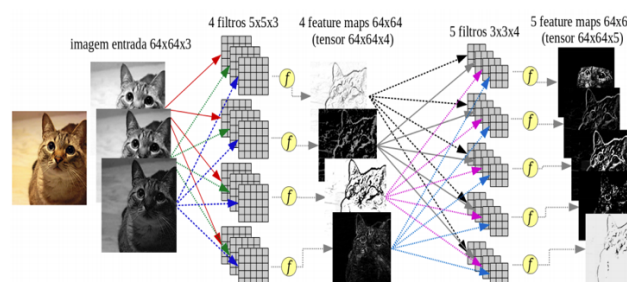 imagem entrada 64x64x3
4 filtros 5x5x3
4 feature maps 64x64
(tensor 64x64x4)
5 filtros 3x3x4
5 feature maps 64x6
(tensor 64x64x5)
f
f
f
f
f
f
f
f
f